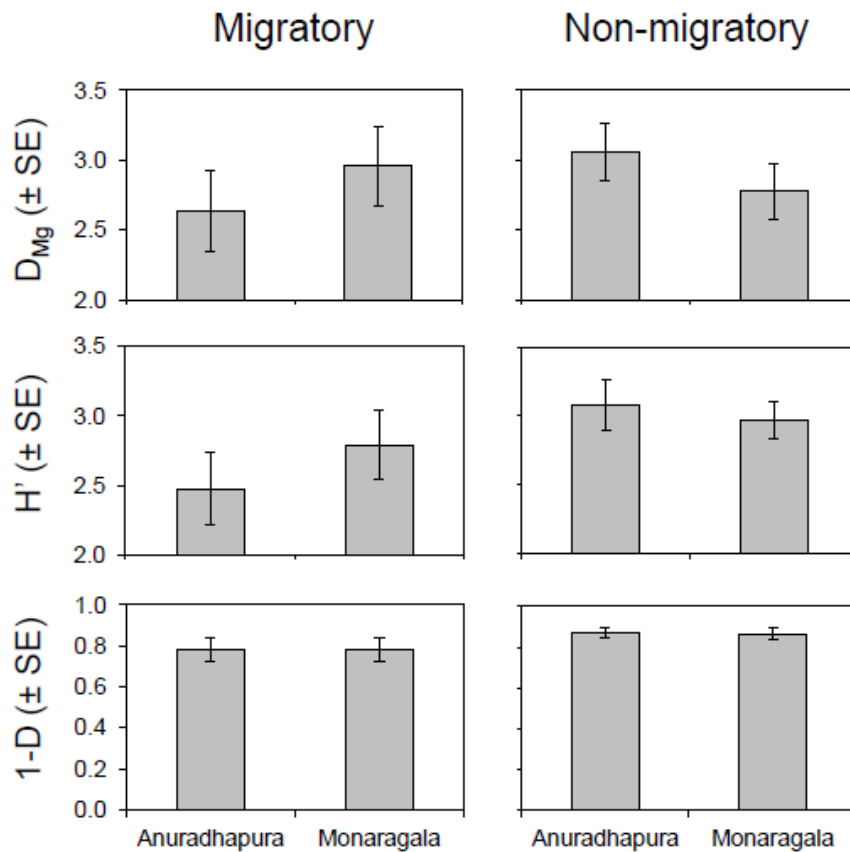 Migratory Non-migratory
D_Mg (± SE)
3.5
3.0
2.5
2.0
H' (± SE)
3.5
3.0
2.5
2.0
1-D (± SE)
1.0
0.8
0.6
0.4
0.2
0.0
Anuradhapura Monaragala Anuradhapura Monaragala